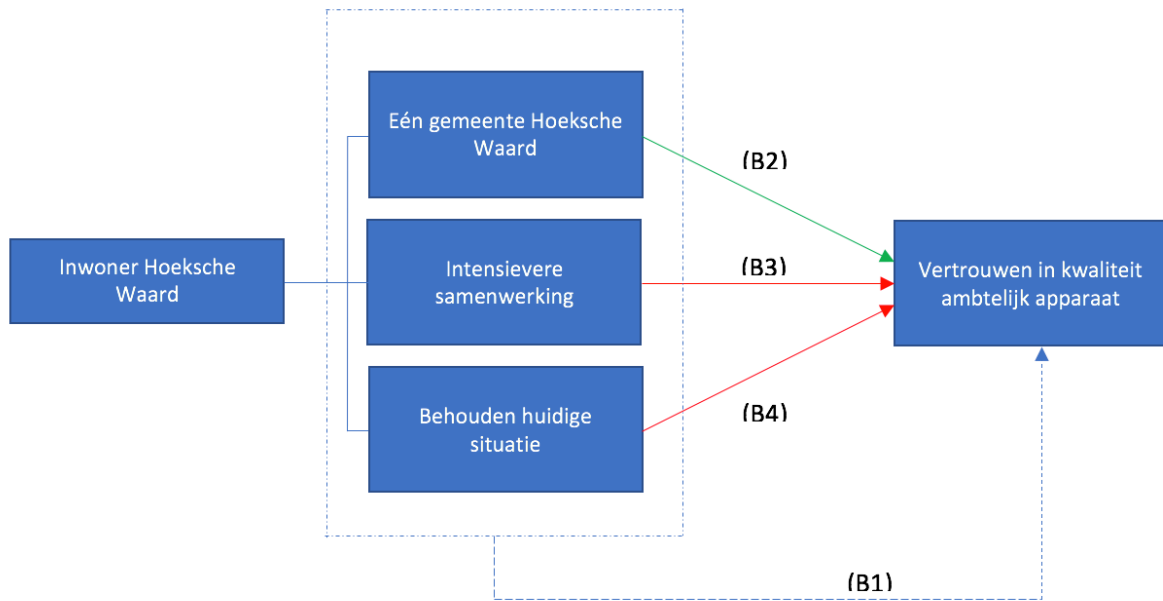 Eén gemeente Hoeksche
Waard
(B2)
Inwoner Hoeksche
Waard
Intensievere
samenwerking
(B3)
Vertrouwen in kwaliteit
ambtelijk apparaat
Behouden huidige
situatie
(B4)
(B1)